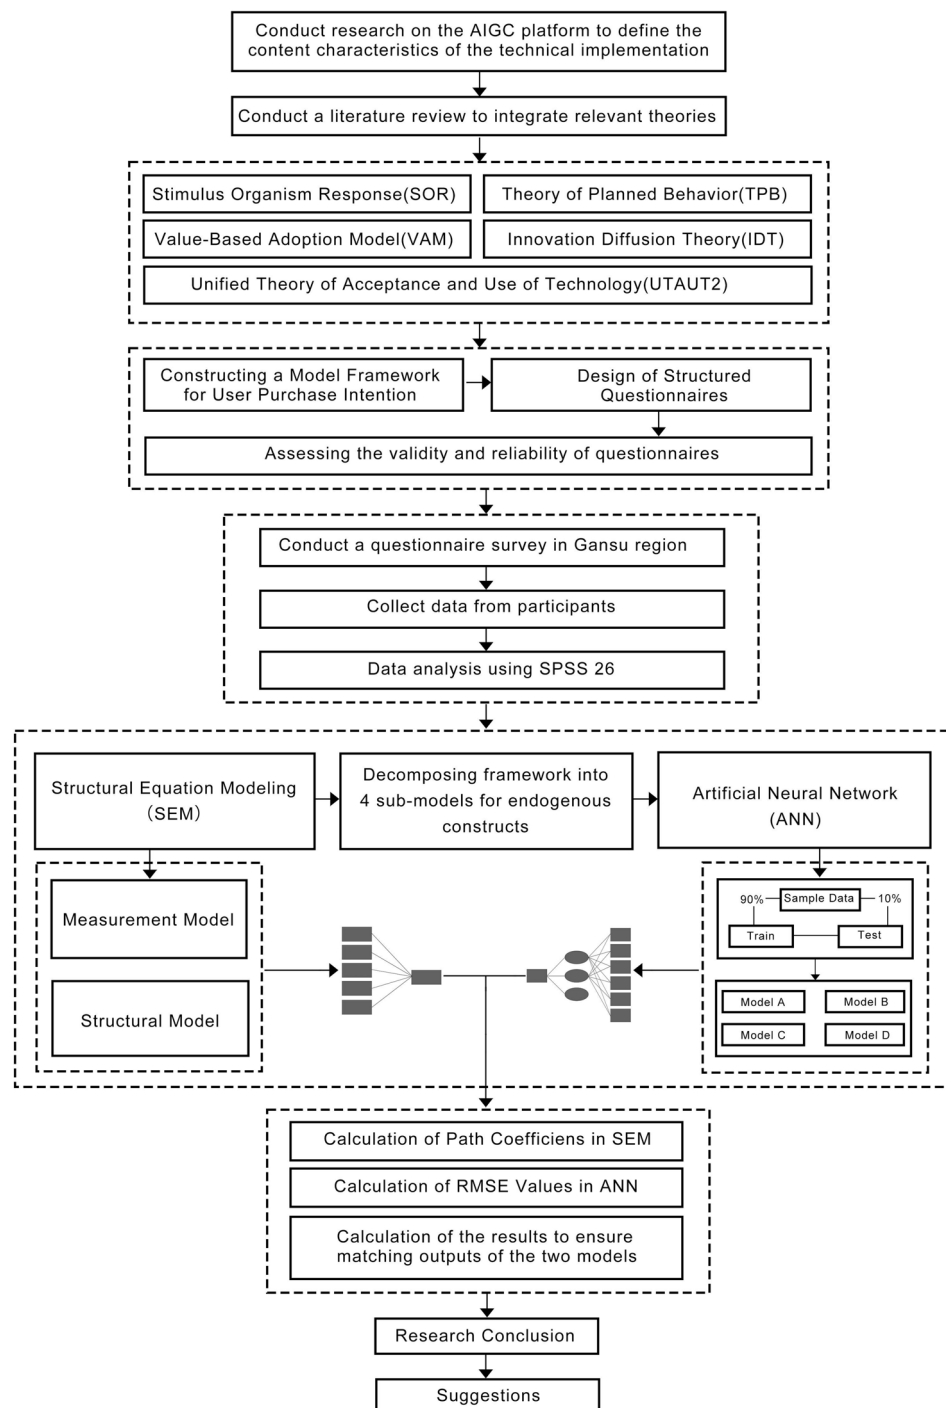 Conduct research on the AIGC platform to define the
content characteristics of the technical implementation
Conduct a literature review to integrate relevant theories
Stimulus Organism Response(SOR)
Theory of Planned Behavior(TPB)
Value-Based Adoption Model(VAM)
Innovation Diffusion Theory(IDT)
Unified Theory of Acceptance and Use of Technology(UTAUT2)
Constructing a Model Framework
for User Purchase Intention
Design of Structured
Questionnaires
Assessing the validity and reliability of questionnaires
Conduct a questionnaire survey in Gansu region
Collect data from participants
Data analysis using SPSS 26
Structural Equation Modeling
（SEM）
Decomposing framework into
4 sub-models for endogenous
constructs
Artificial Neural Network
(ANN)
Measurement Model
Structural Model
90%
Sample Data
10%
Train
Test
Model A
Model B
Model C
Model D
Calculation of Path Coefficiens in SEM
Calculation of RMSE Values in ANN
Calculation of the results to ensure
matching outputs of the two models
Research Conclusion
Suggestions